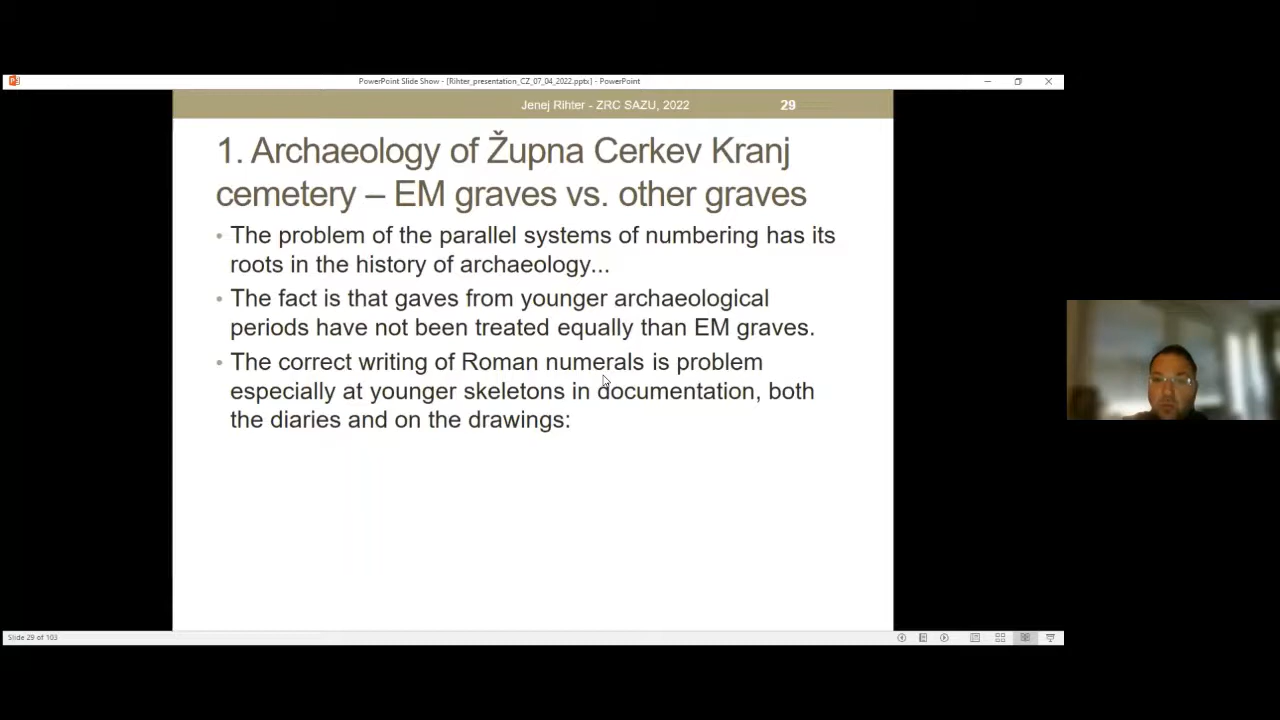 PowerPoint Slide Show - [Rihter_presentation_CZ_07_04_2022.pptx] - PowerPoint
Jenej Rihter - ZRC SAZU, 2022 29
1. Archaeology of Župna Cerkev Kranj
cemetery – EM graves vs. other graves
• The problem of the parallel systems of numbering has its
roots in the history of archaeology...
• The fact is that gaves from younger archaeological
periods have not been treated equally than EM graves.
• The correct writing of Roman numerals is problem
especially at younger skeletons in documentation, both
the diaries and on the drawings:
Slide 29 of 103